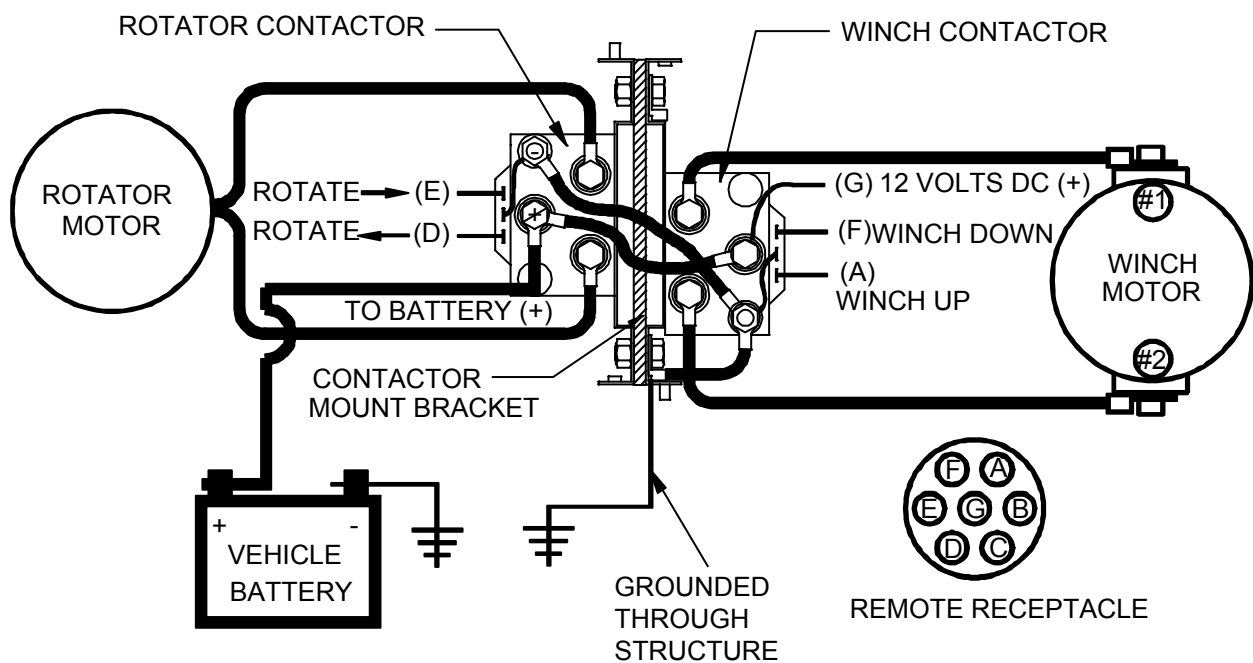 ROTATOR CONTACTOR
WINCH CONTACTOR
ROTATOR
MOTOR
-
+
ROTATE (E)
ROTATE (D)
TO BATTERY (+)
(G) 12 VOLTS DC (+)
(F) WINCH DOWN
(A)
WINCH UP
#1
WINCH
MOTOR
#2
CONTACTOR
MOUNT BRACKET
+ -
VEHICLE
BATTERY
GROUNDED
THROUGH
STRUCTURE
F A
E G B
D C
REMOTE RECEPTACLE